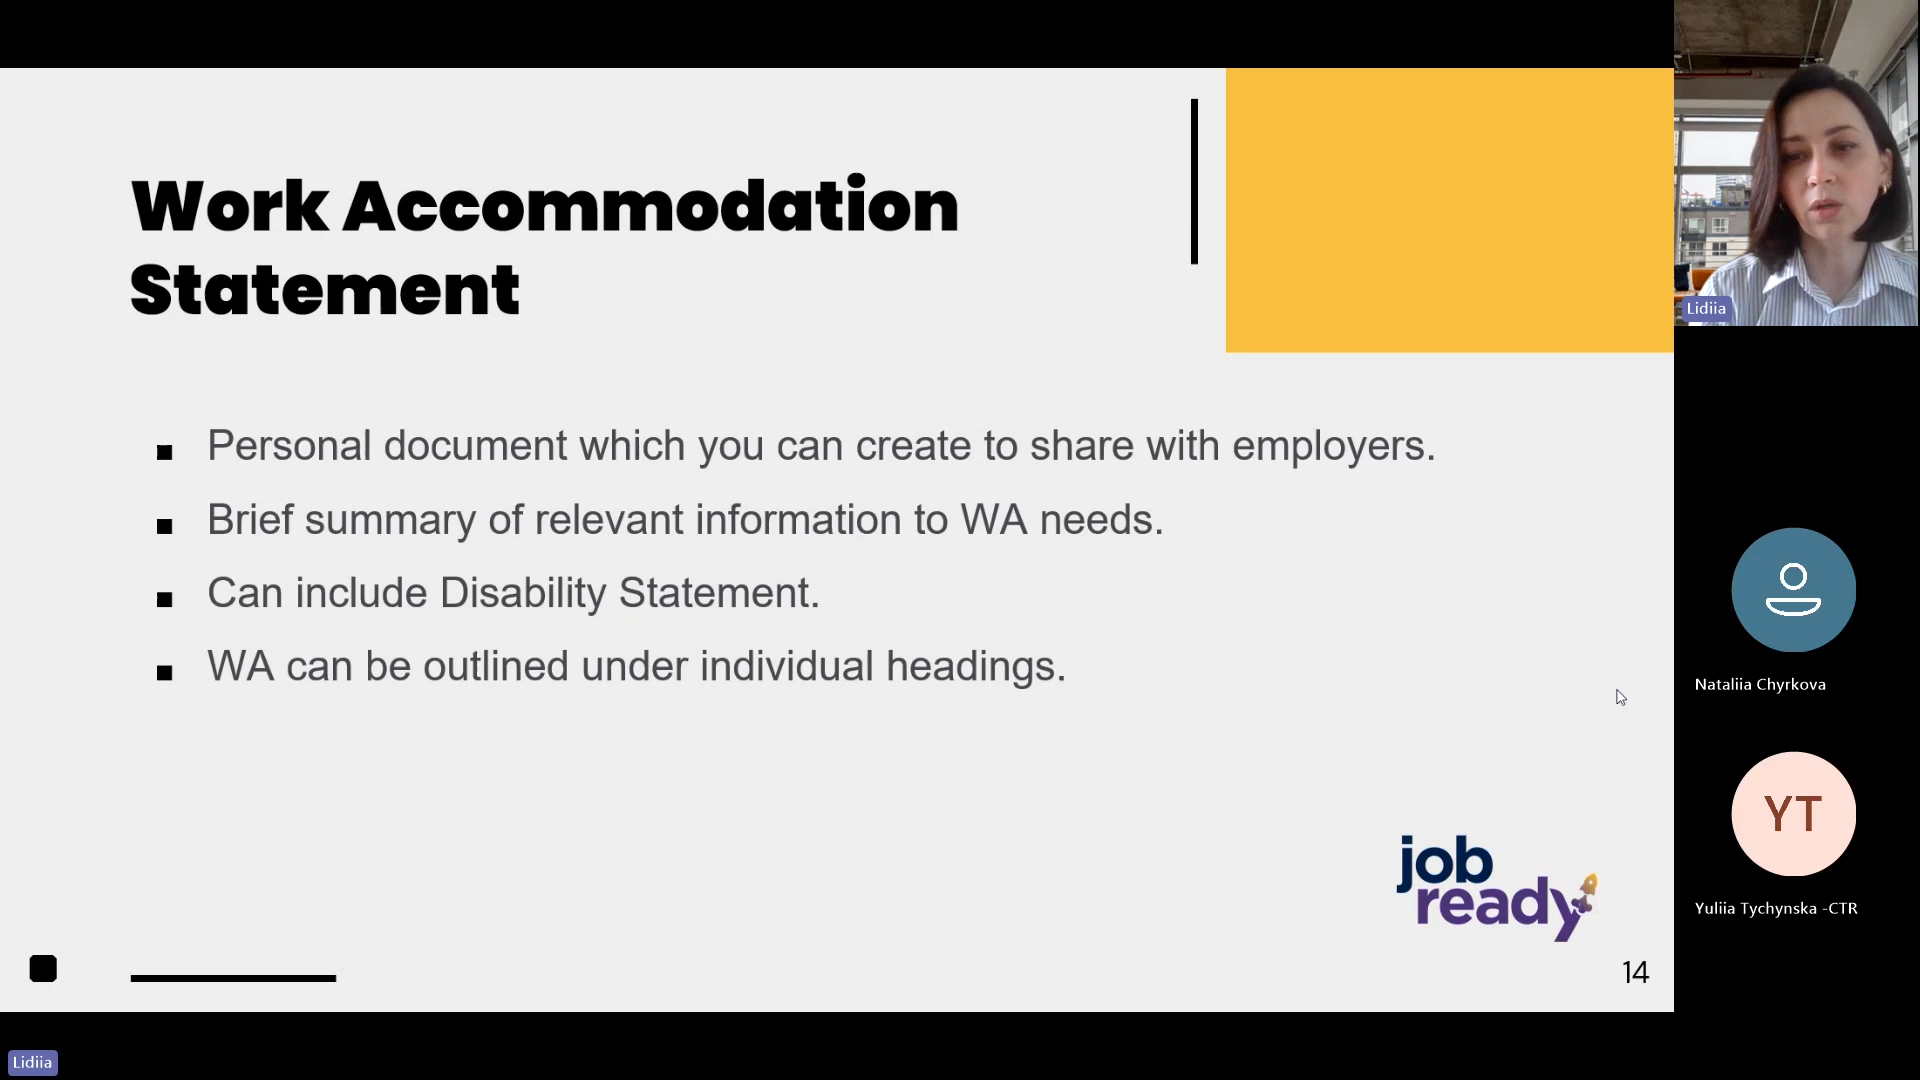 Work Accommodation
Statement
Personal document which you can create to share with employers.
Brief summary of relevant information to WA needs.
Can include Disability Statement.
WA can be outlined under individual headings.
job
ready
14
Lidiia
Nataliia Chyrkova
YT
Yuliia Tychynska -CTR
Lidiia